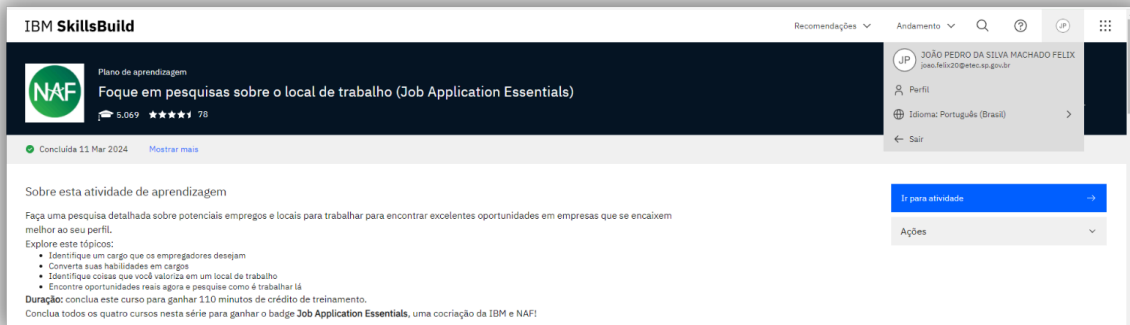 IBM SkillsBuild
Recomendações
Andamento
JP
JP
JOÃO PEDRO DA SILVA MACHADO FELIX
joao.felix20@etec.sp.gov.br
Perfil
Idioma: Português (Brasil)
Sair
NAF
Plano de aprendizagem
Foque em pesquisas sobre o local de trabalho (Job Application Essentials)
5.069 78
Concluída 11 Mar 2024 Mostrar mais
Sobre esta atividade de aprendizagem
Faça uma pesquisa detalhada sobre potenciais empregos e locais para trabalhar para encontrar excelentes oportunidades em empresas que se encaixem
melhor ao seu perfil.
Explore este tópicos:
• Identifique um cargo que os empregadores desejam
• Converta suas habilidades em cargos
• Identifique coisas que você valoriza em um local de trabalho
• Encontre oportunidades reais agora e pesquise como é trabalhar lá
Duração: conclua este curso para ganhar 110 minutos de crédito de treinamento.
Conclua todos os quatro cursos nesta série para ganhar o badge Job Application Essentials, uma cocriação da IBM e NAF!
Ir para atividade
Ações